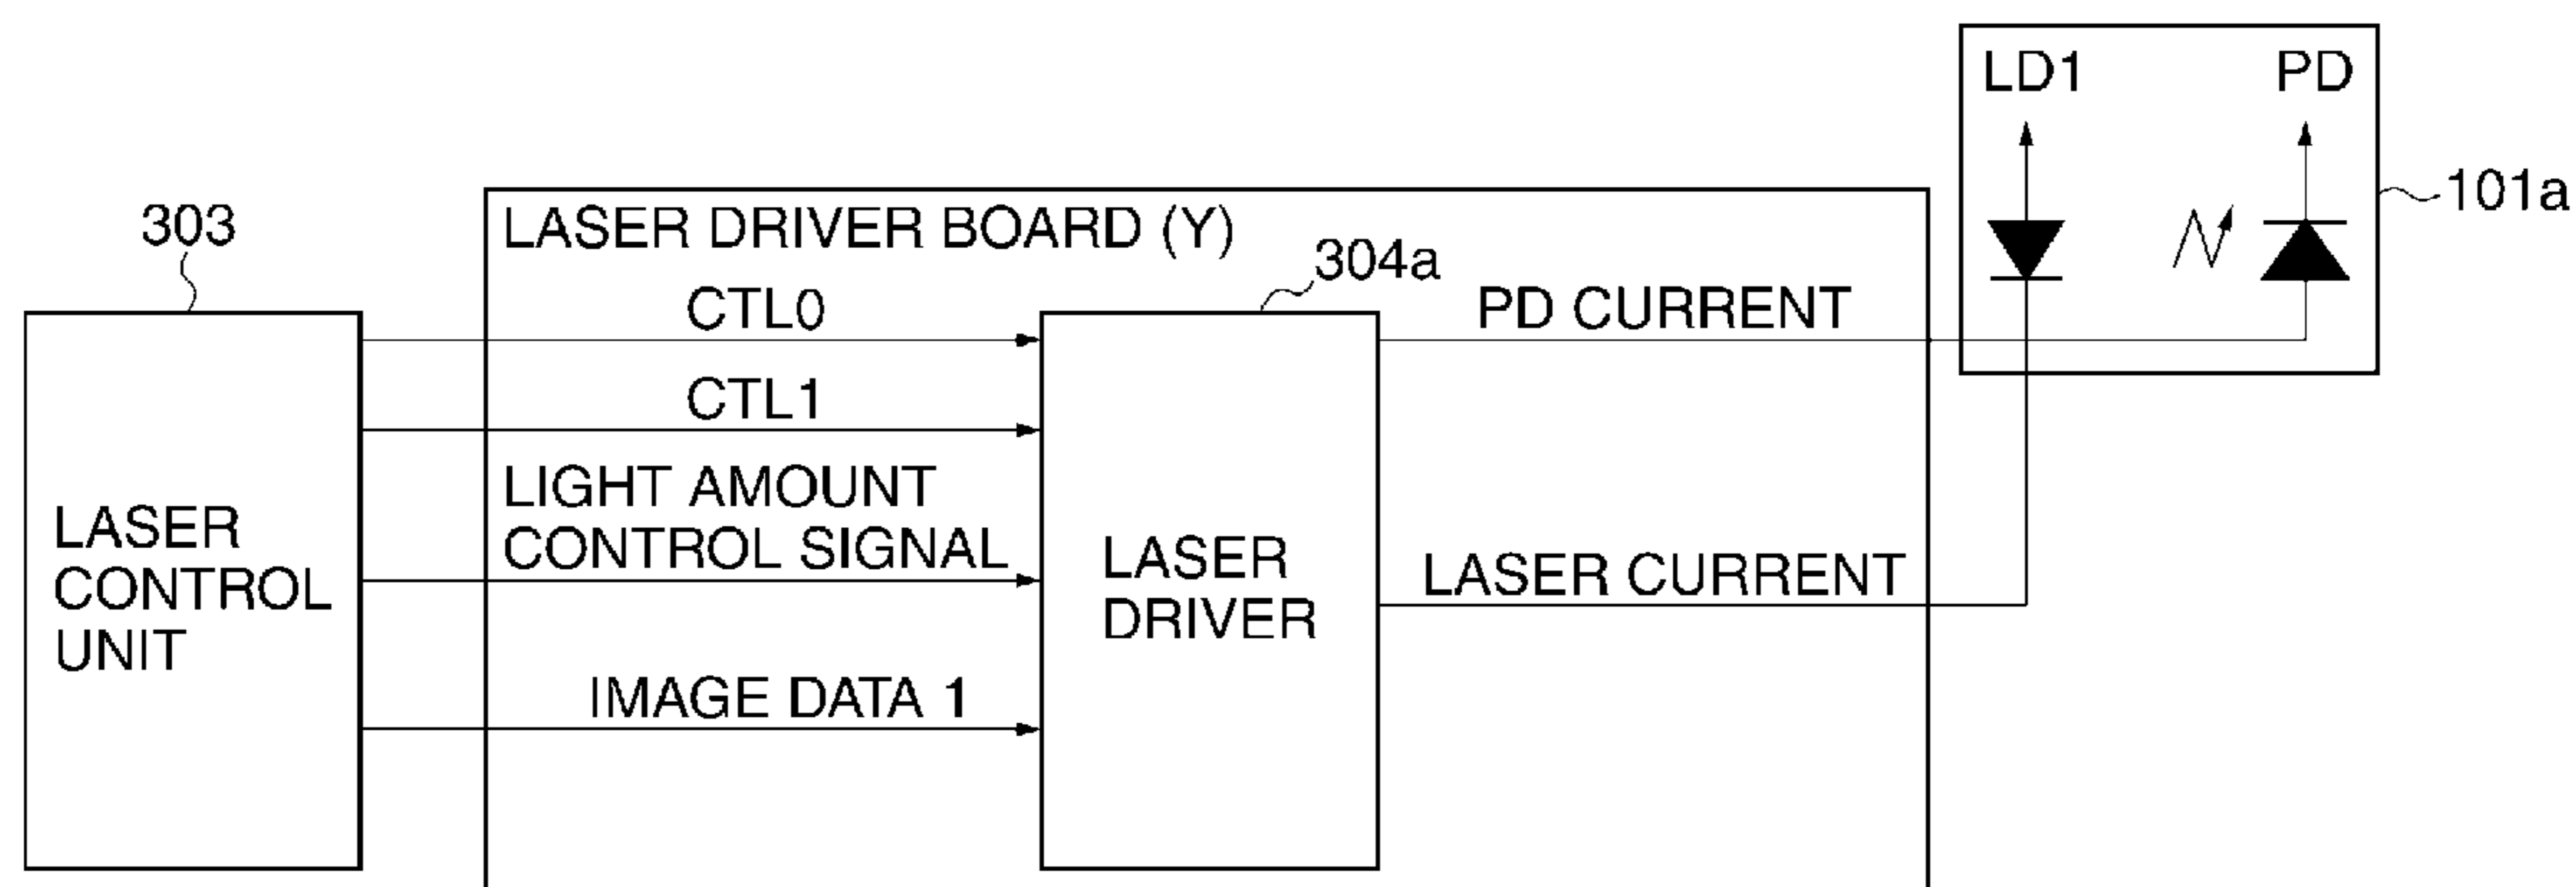 LD1
PD
101a
303
LASER DRIVER BOARD (Y)
304a
CTL0
PD CURRENT
CTL1
LIGHT AMOUNT
CONTROL SIGNAL
LASER
CONTROL
UNIT
LASER
DRIVER
LASER CURRENT
IMAGE DATA 1